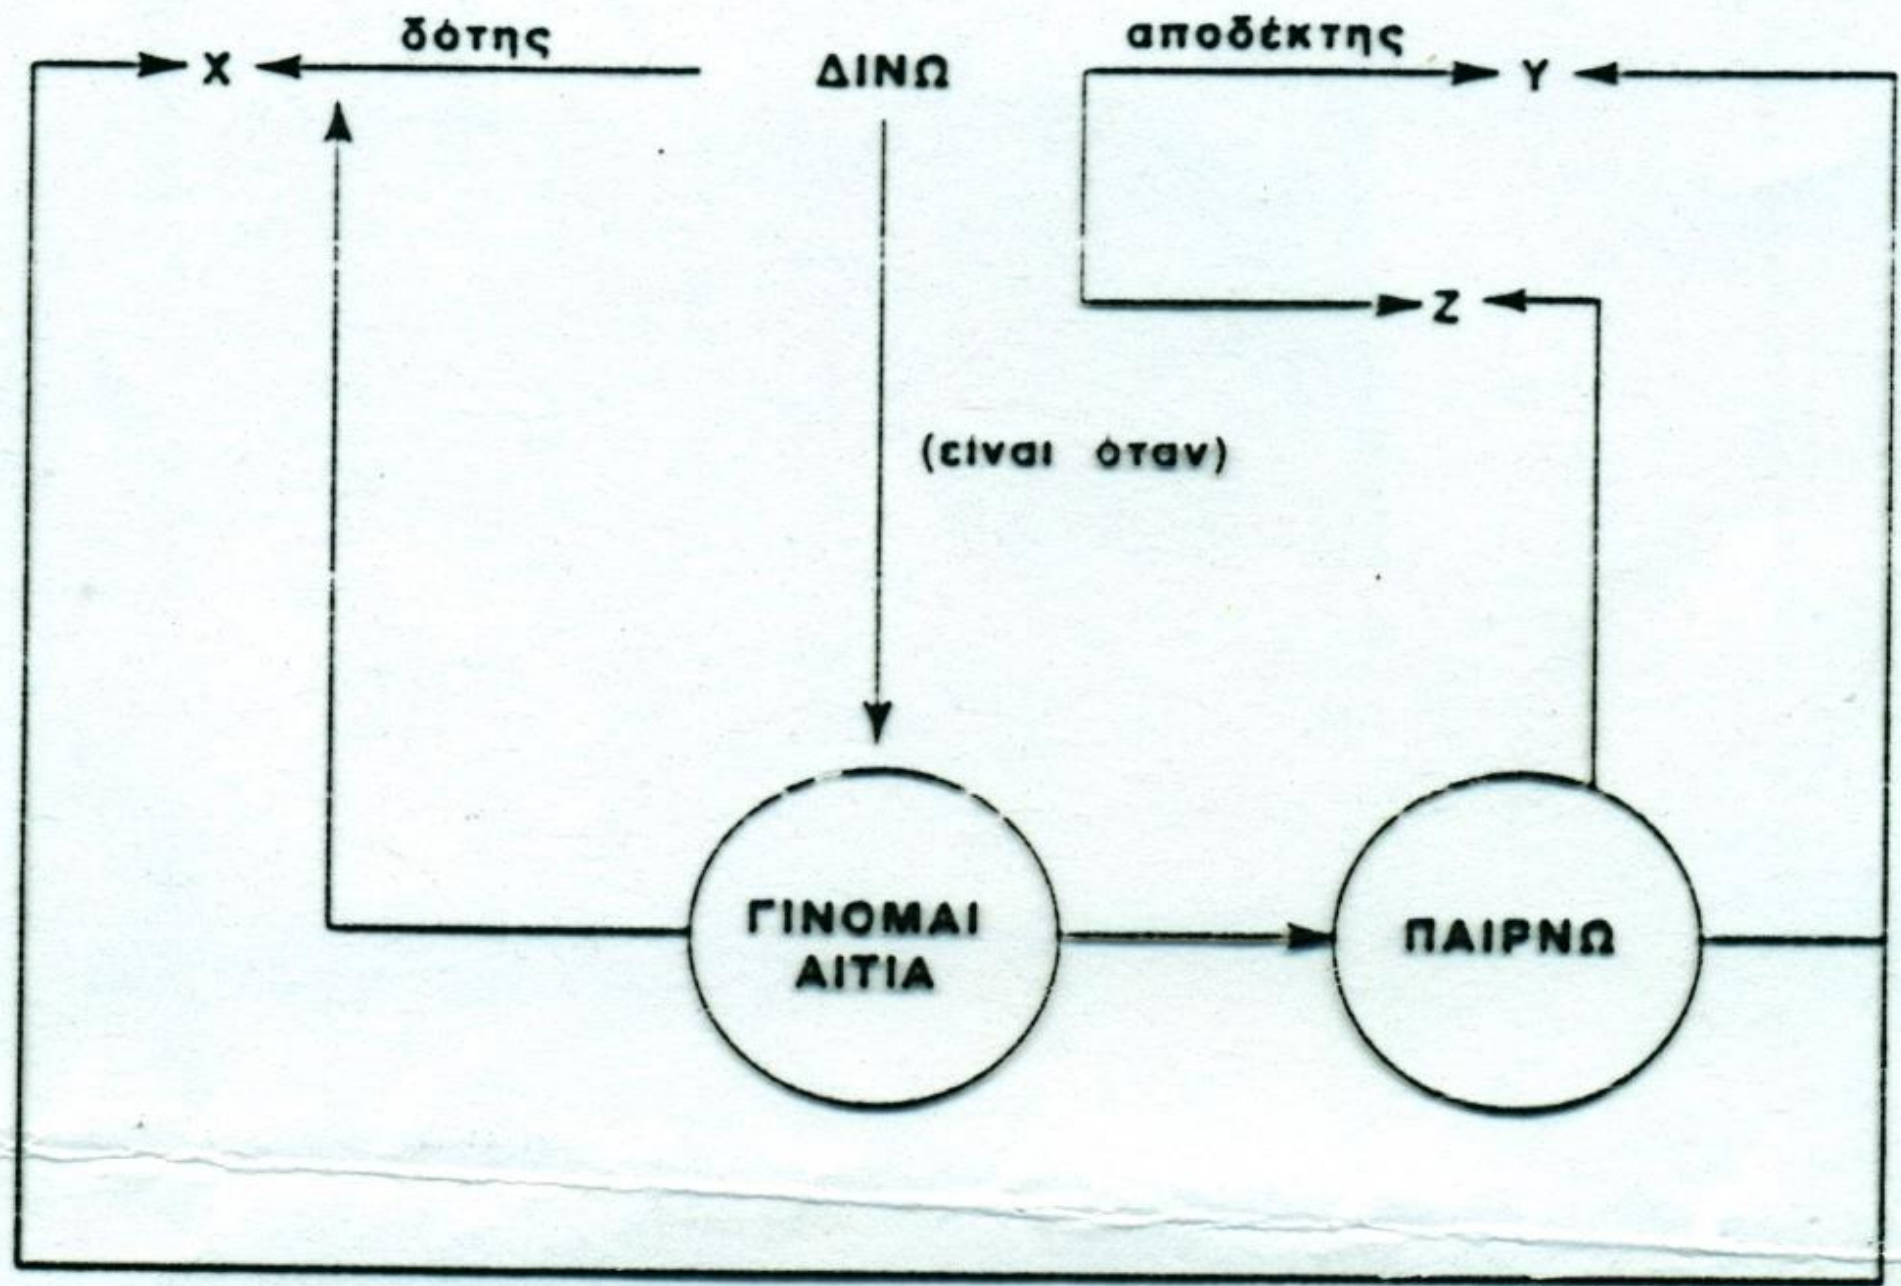 δότης
αποδέκτης
X
ΔΙΝΩ
Y
Z
(είναι όταν)
ΓΙΝΟΜΑΙ
ΑΙΤΙΑ
ΠΑΙΡΝΩ